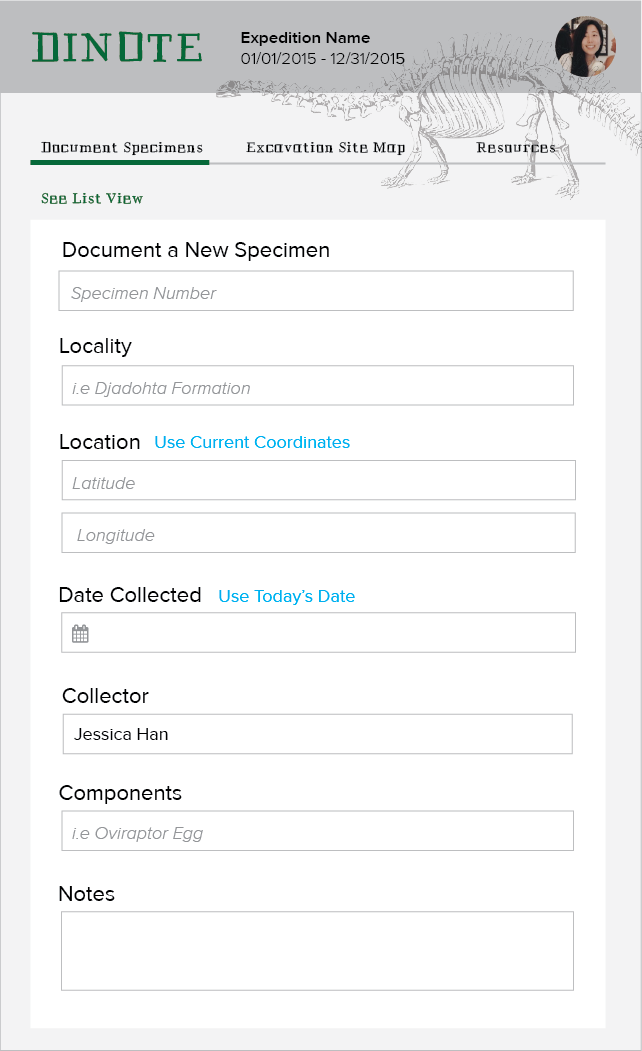 DINOTE
Expedition Name
01/01/2015 - 12/31/2015
Document Specimens
Excavation Site Map
Resources
See List View
Document a New Specimen
Specimen Number
Locality
i.e Djadohta Formation
Location Use Current Coordinates
Latitude
Longitude
Date Collected Use Today's Date
Collector
Jessica Han
Components
i.e Oviraptor Egg
Notes